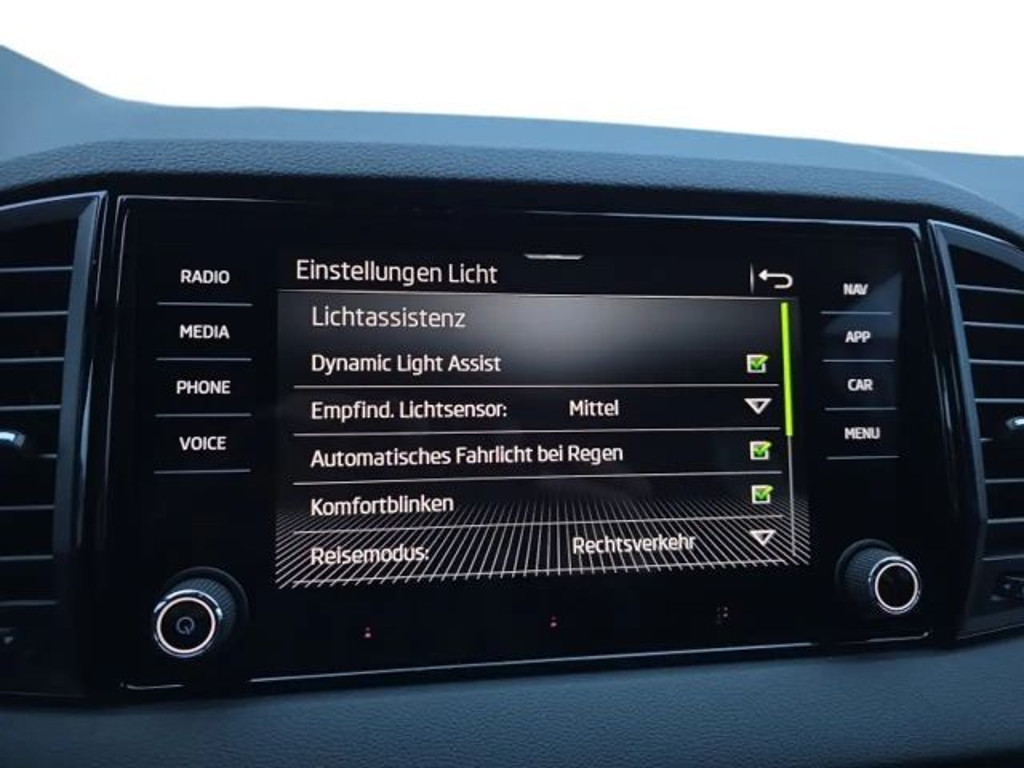 Einstellungen Licht
RADIO
MEDIA
PHONE
VOICE
Lichtassistenz
Dynamic Light Assist
Empfind. Lichtsensor: Mittel
Automatisches Fahrlicht bei Regen
Komfortblinken
Reisemodus: Rechtsverkehr
NAV
APP
CAR
MENU